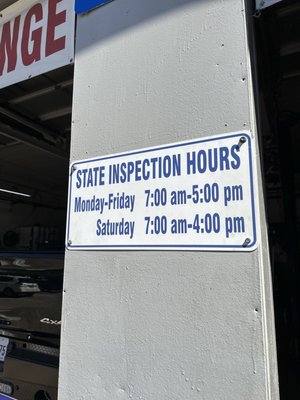 NGE
STATE INSPECTION HOURS
Monday-Friday 7:00 am-5:00 pm
Saturday 7:00 am-4:00 pm